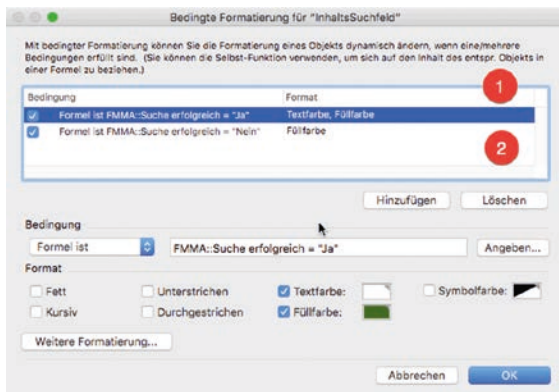 Bedingte Formatierung für "InhaltsSuchfeld"
Mit bedingter Formatierung können Sie die Formatierung eines Objekts dynamisch ändern, wenn eine/mehrere
Bedingungen erfüllt sind. (Sie können die Selbst-Funktion verwenden, um sich auf den Inhalt des entspr. Objekts in
einer Formel zu beziehen.)
Bedingung Format
1
Formel ist FMMA::Suche erfolgreich = "Ja" Textfarbe, Füllfarbe
Formel ist FMMA::Suche erfolgreich = "Nein" Füllfarbe
2
Hinzufügen Löschen
Bedingung
Formel ist FMMA::Suche erfolgreich = "Ja" Angeben...
Format
Fett Unterstrichen Textfarbe: Symbolfarbe:
Kursiv Durchgestrichen Füllfarbe:
Weitere Formatierung...
Abbrechen OK